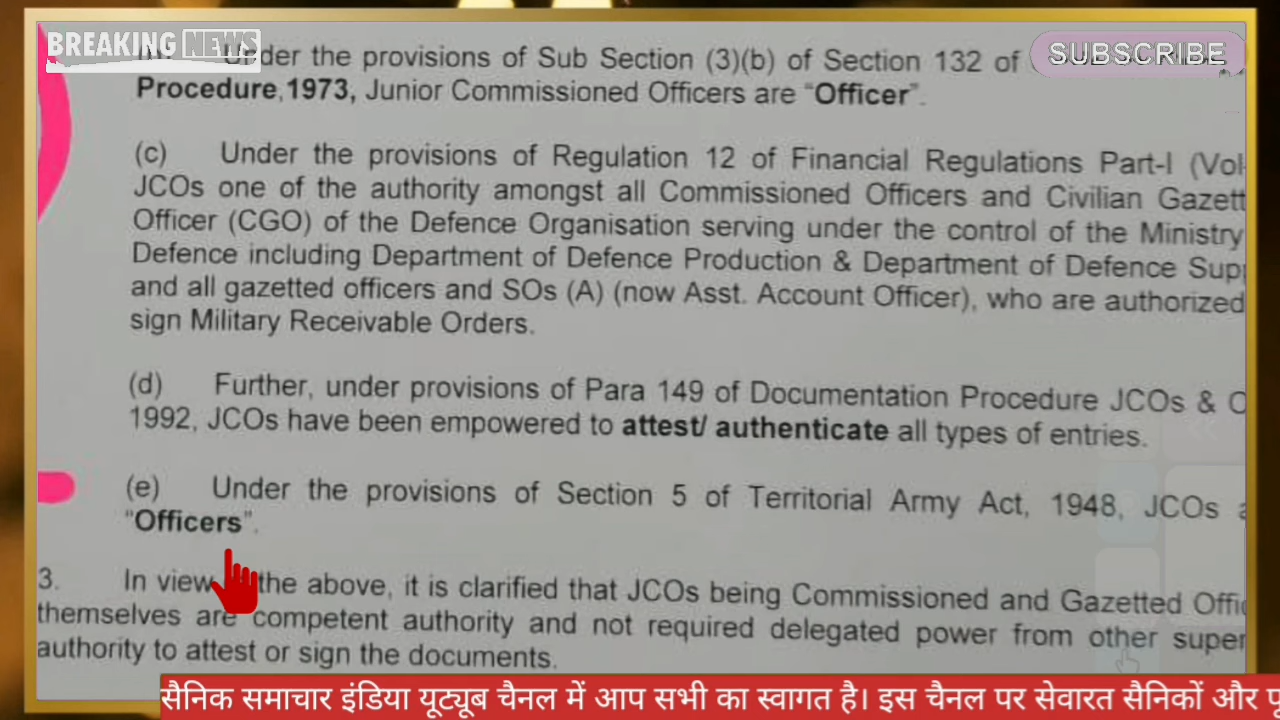 BREAKING NEWS
SUBSCRIBE
Under the provisions of Sub Section (3)(b) of Section 132 of
Procedure,1973, Junior Commissioned Officers are "Officer".
(c) Under the provisions of Regulation 12 of Financial Regulations Part-I (Vol-
JCOs one of the authority amongst all Commissioned Officers and Civilian Gazett
Officer (CGO) of the Defence Organisation serving under the control of the Ministry
Defence including Department of Defence Production & Department of Defence Sup
and all gazetted officers and SOs (A) (now Asst. Account Officer), who are authorized
sign Military Receivable Orders.
(d) Further, under provisions of Para 149 of Documentation Procedure JCOs & O
1992, JCOs have been empowered to attest/ authenticate all types of entries.
(e) Under the provisions of Section 5 of Territorial Army Act, 1948, JCOs a
"Officers".
3. In view the above, it is clarified that JCOs being Commissioned and Gazetted Offic
themselves are competent authority and not required delegated power from other super
authority to attest or sign the documents.
सैनिक समाचार इंडिया यूट्यूब चैनल में आप सभी का स्वागत है। इस चैनल पर सेवारत सैनिकों और पू